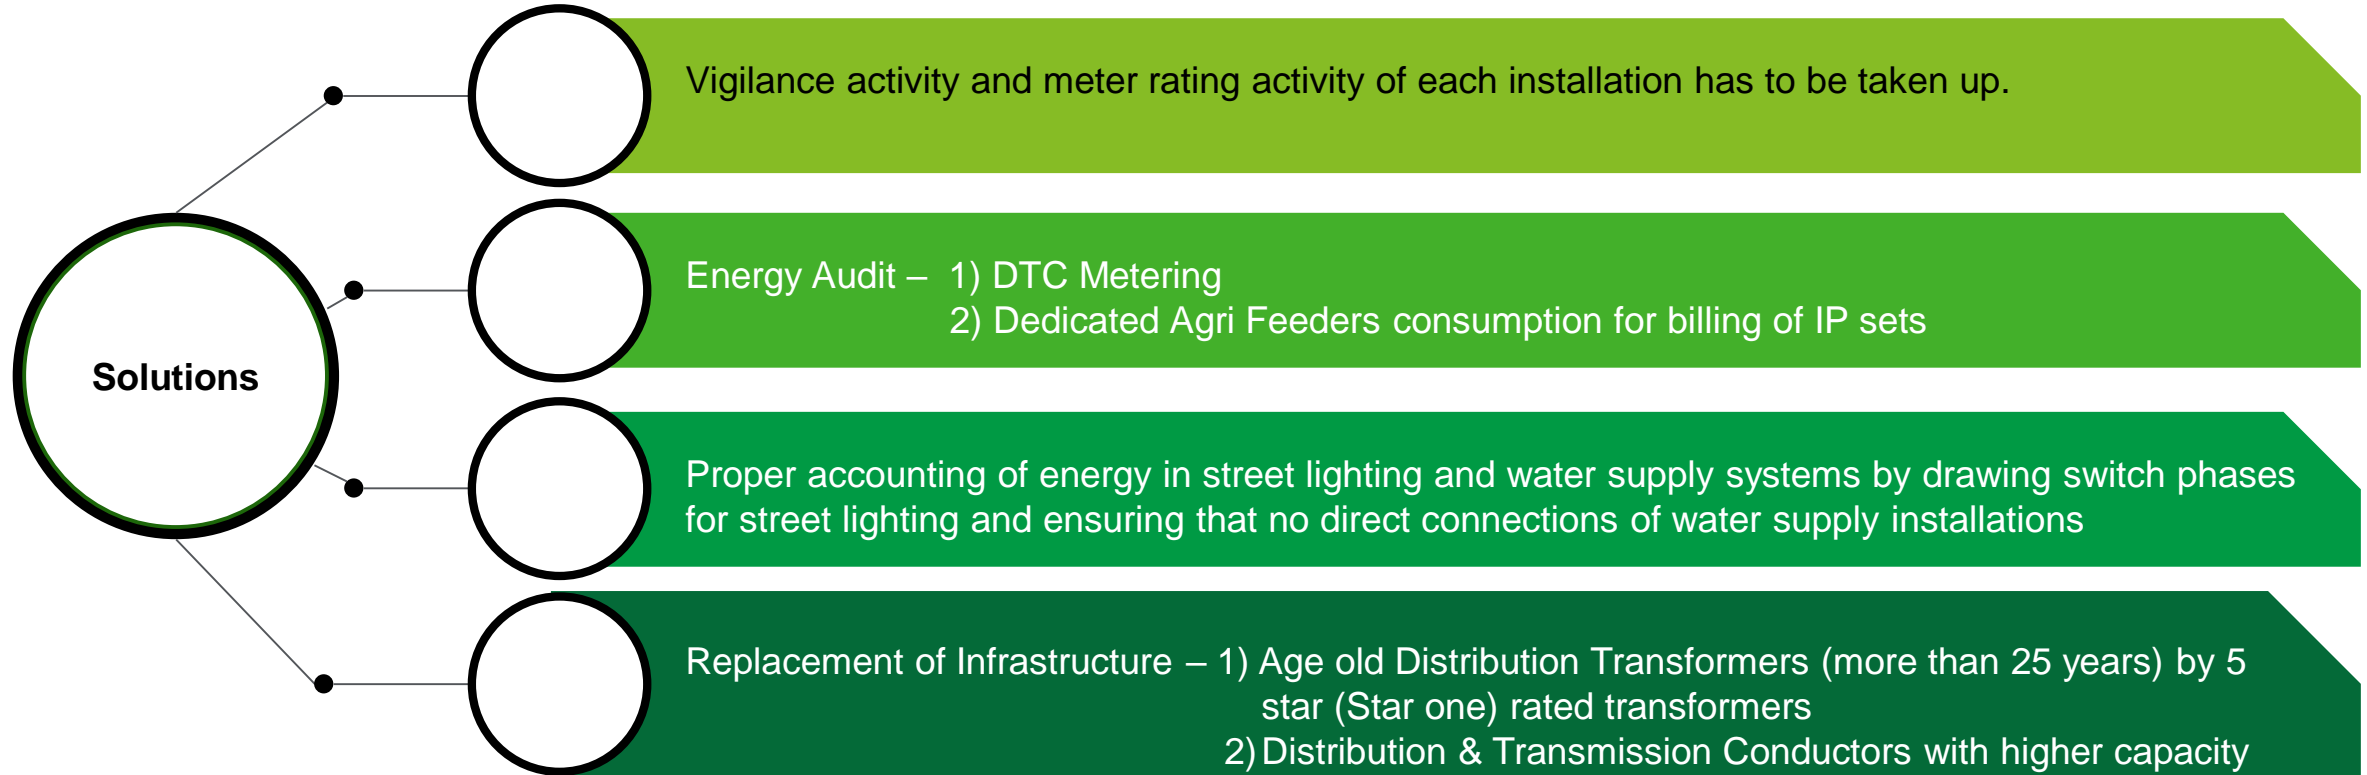 Solutions
Vigilance activity and meter rating activity of each installation has to be taken up.
Energy Audit – 1) DTC Metering
2) Dedicated Agri Feeders consumption for billing of IP sets
Proper accounting of energy in street lighting and water supply systems by drawing switch phases
for street lighting and ensuring that no direct connections of water supply installations
Replacement of Infrastructure – 1) Age old Distribution Transformers (more than 25 years) by 5
star (Star one) rated transformers
2) Distribution & Transmission Conductors with higher capacity